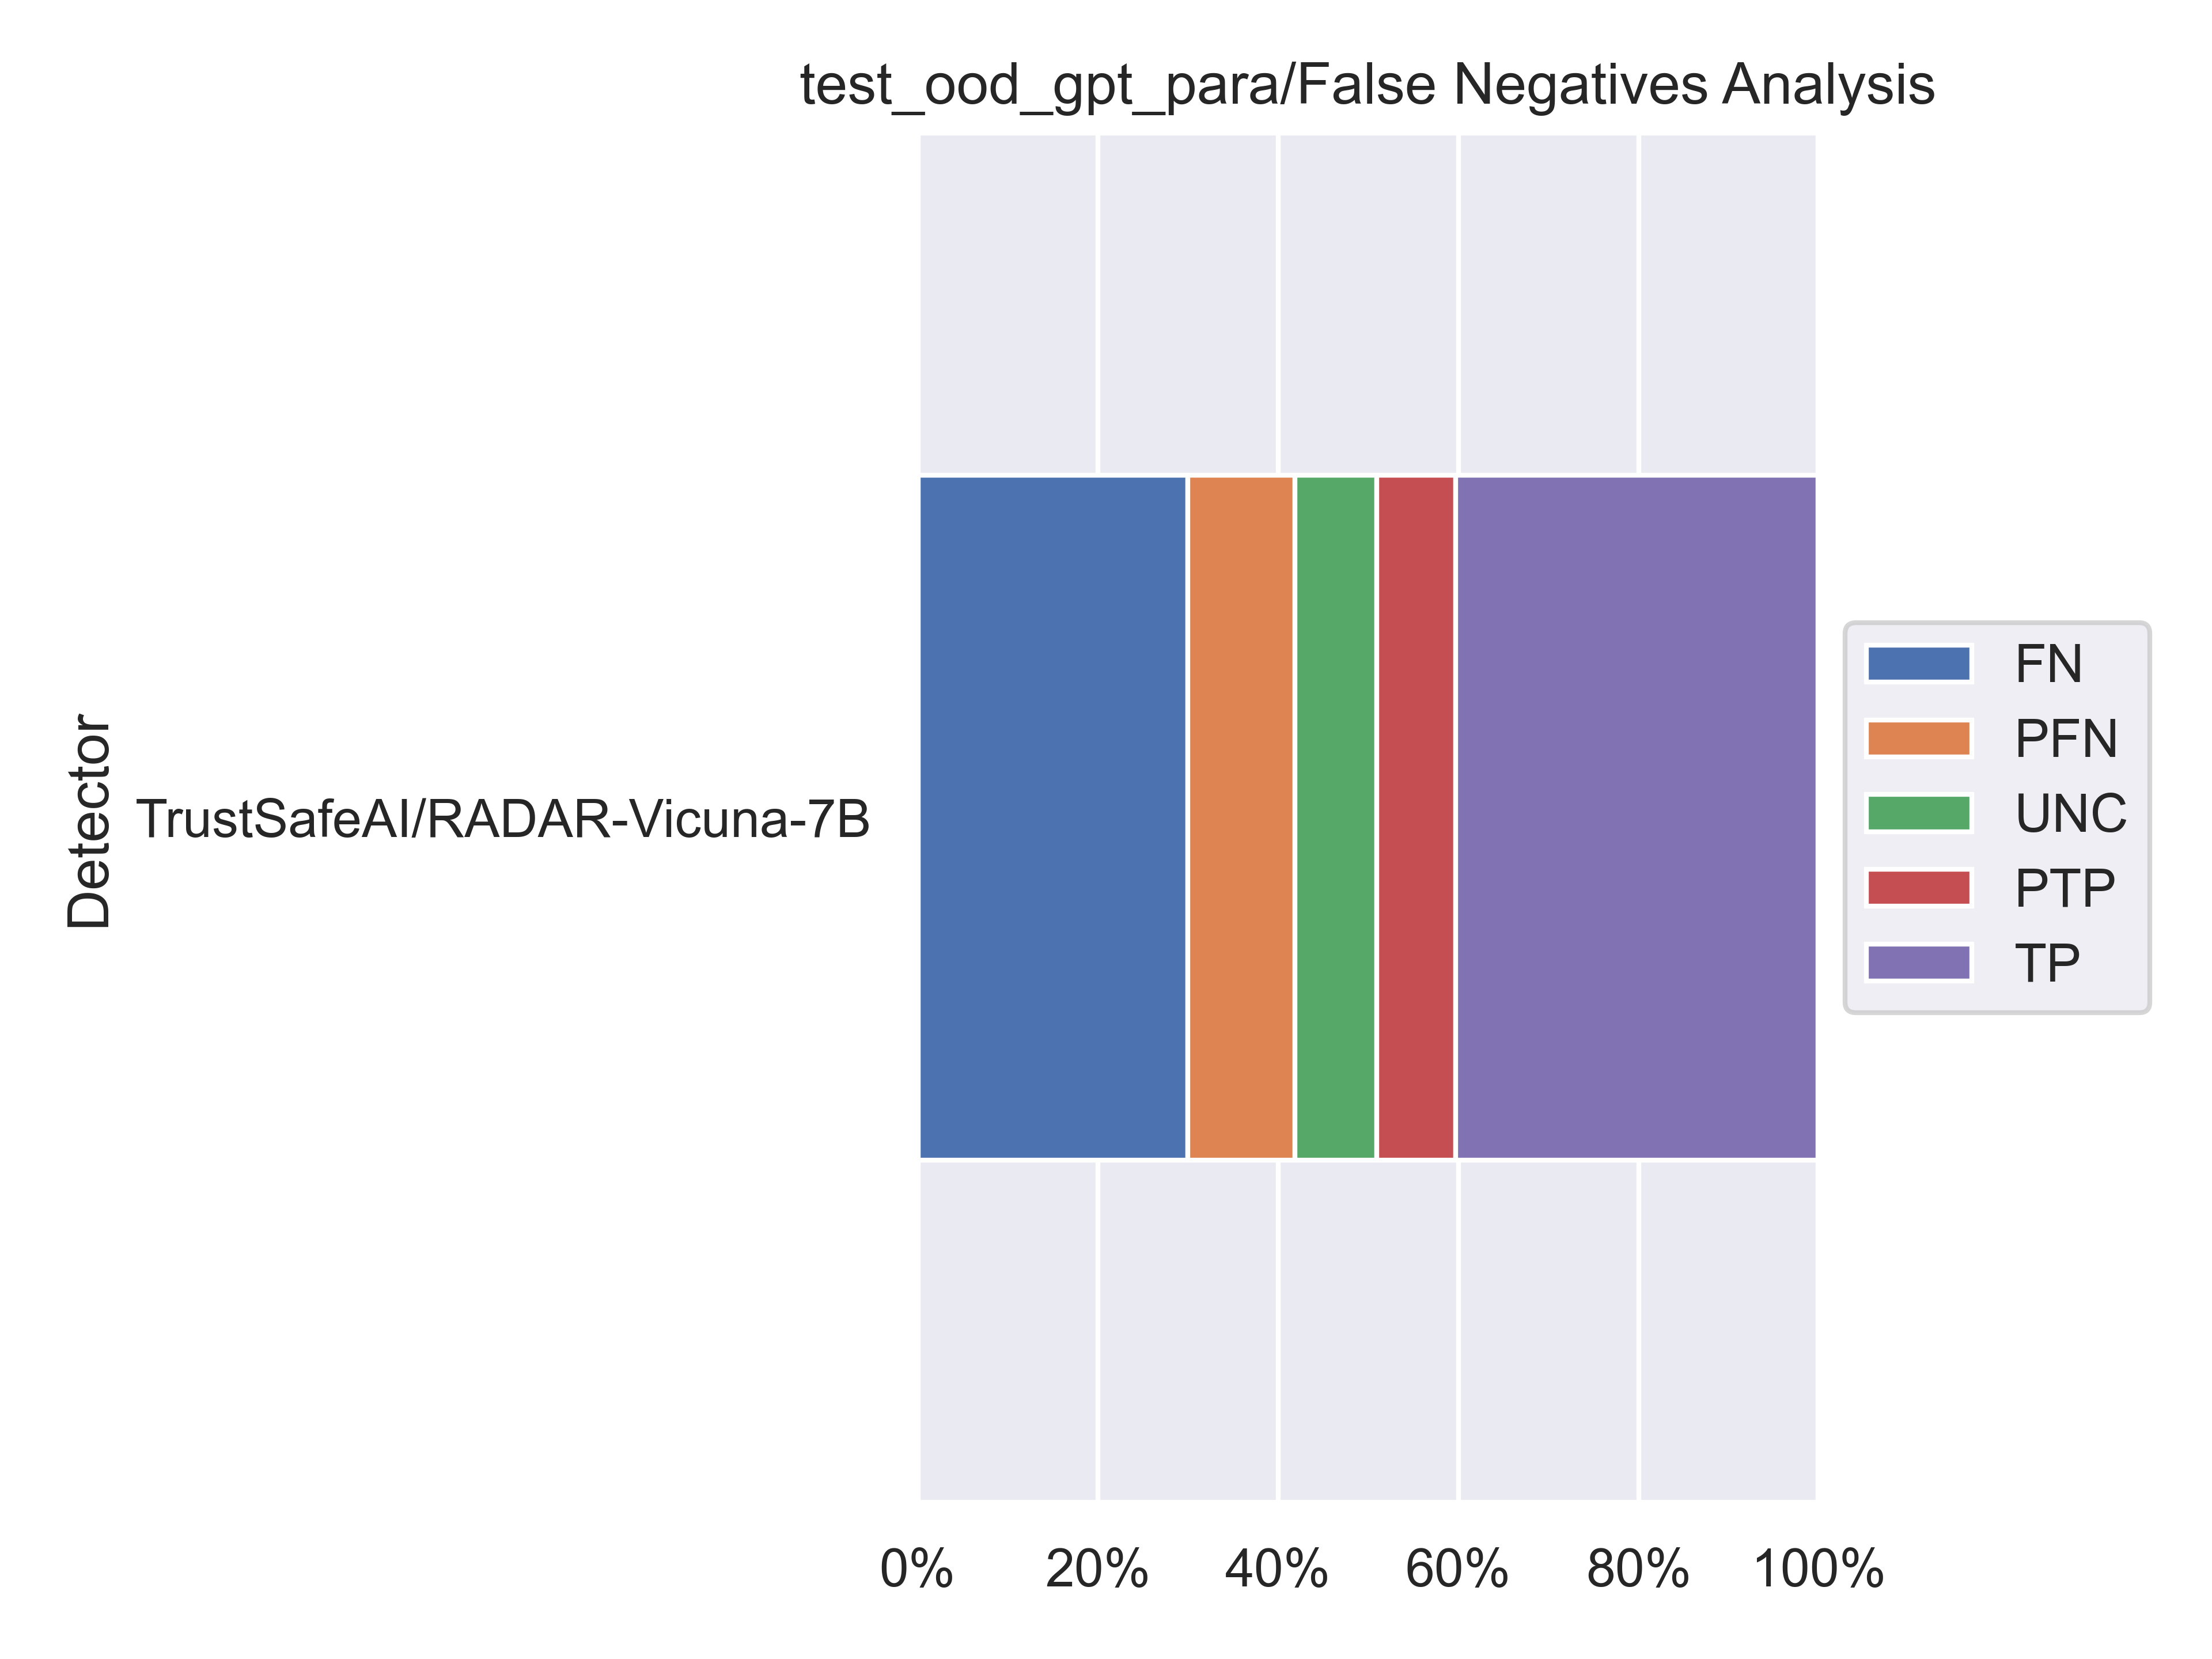 test_ood_gpt_para/False Negatives Analysis
Detector
TrustSafeAI/RADAR-Vicuna-7B
FN
PFN
UNC
PTP
TP
0% 20% 40% 60% 80% 100%